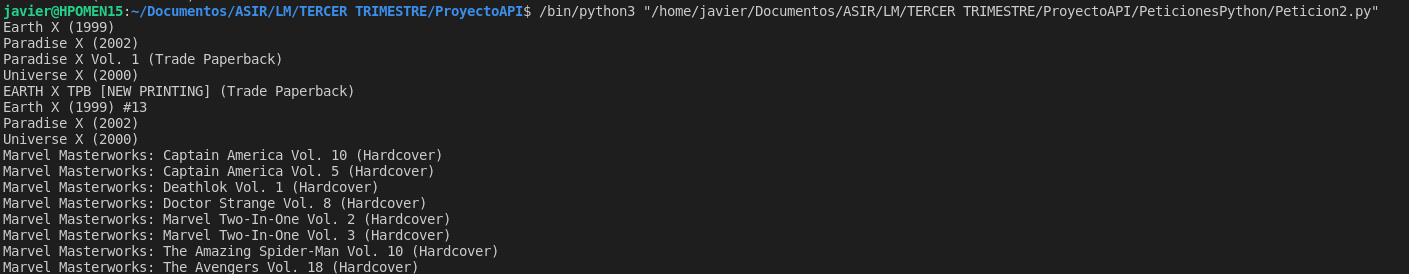 javier@HPOMEN15:~/Documentos/ASIR/LM/TERCER TRIMESTRE/ProyectoAPI$ /bin/python3 "/home/javier/Documentos/ASIR/LM/TERCER TRIMESTRE/ProyectoAPI/PeticionesPython/Peticion2.py"
Earth X (1999)
Paradise X (2002)
Paradise X Vol. 1 (Trade Paperback)
Universe X (2000)
EARTH X TPB [NEW PRINTING] (Trade Paperback)
Earth X (1999) #13
Paradise X (2002)
Universe X (2000)
Marvel Masterworks: Captain America Vol. 10 (Hardcover)
Marvel Masterworks: Captain America Vol. 5 (Hardcover)
Marvel Masterworks: Deathlok Vol. 1 (Hardcover)
Marvel Masterworks: Doctor Strange Vol. 8 (Hardcover)
Marvel Masterworks: Marvel Two-In-One Vol. 2 (Hardcover)
Marvel Masterworks: Marvel Two-In-One Vol. 3 (Hardcover)
Marvel Masterworks: The Amazing Spider-Man Vol. 10 (Hardcover)
Marvel Masterworks: The Avengers Vol. 18 (Hardcover)